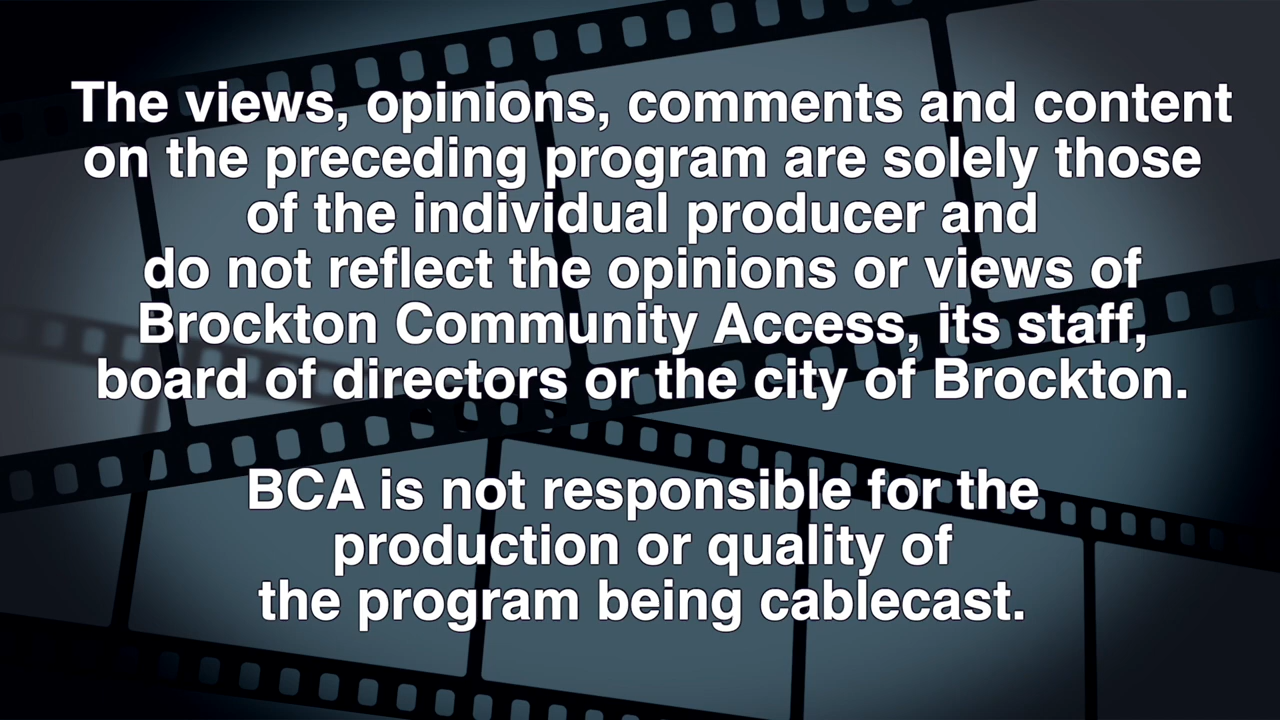 The views, opinions, comments and content
on the preceding program are solely those
of the individual producer and
do not reflect the opinions or views of
Brockton Community Access, its staff,
board of directors or the city of Brockton.
BCA is not responsible for the
production or quality of
the program being cablecast.